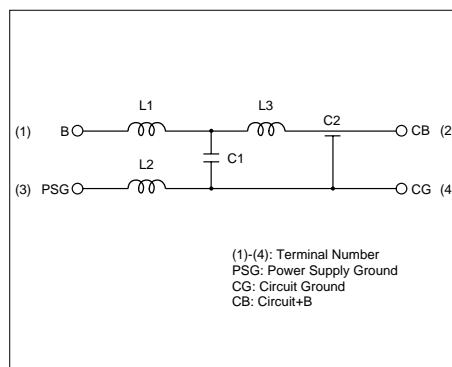 L1 L3 C2
(1) B CB (2
C1
L2
(3) PSG CG (4
(1)-(4): Terminal Number
PSG: Power Supply Ground
CG: Circuit Ground
CB: Circuit+B